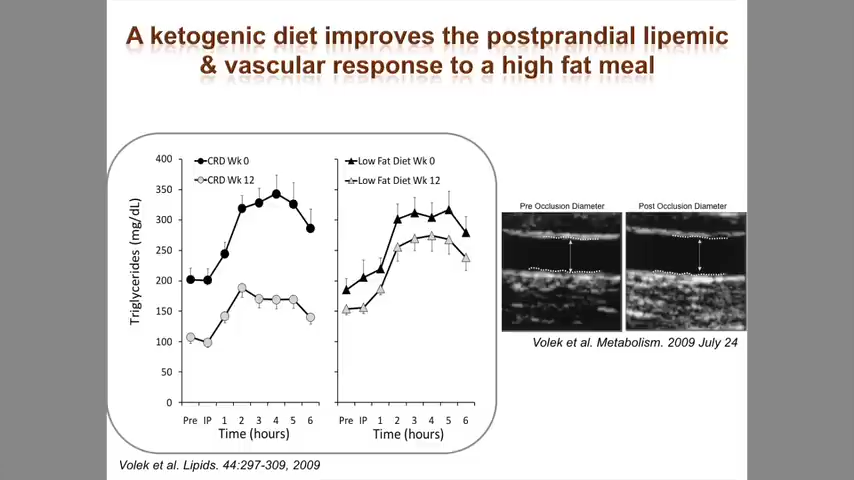 A ketogenic diet improves the postprandial lipemic
& vascular response to a high fat meal
CRD Wk 0
CRD Wk 12
Low Fat Diet Wk 0
Low Fat Diet Wk 12
Triglycerides (mg/dL)
400
350
300
250
200
150
100
50
0
Pre IP 1 2 3 4 5 6
Time (hours)
Pre IP 1 2 3 4 5 6
Time (hours)
Pre Occlusion Diameter
Post Occlusion Diameter
Volek et al. Metabolism. 2009 July 24
Volek et al. Lipids. 44:297-309, 2009